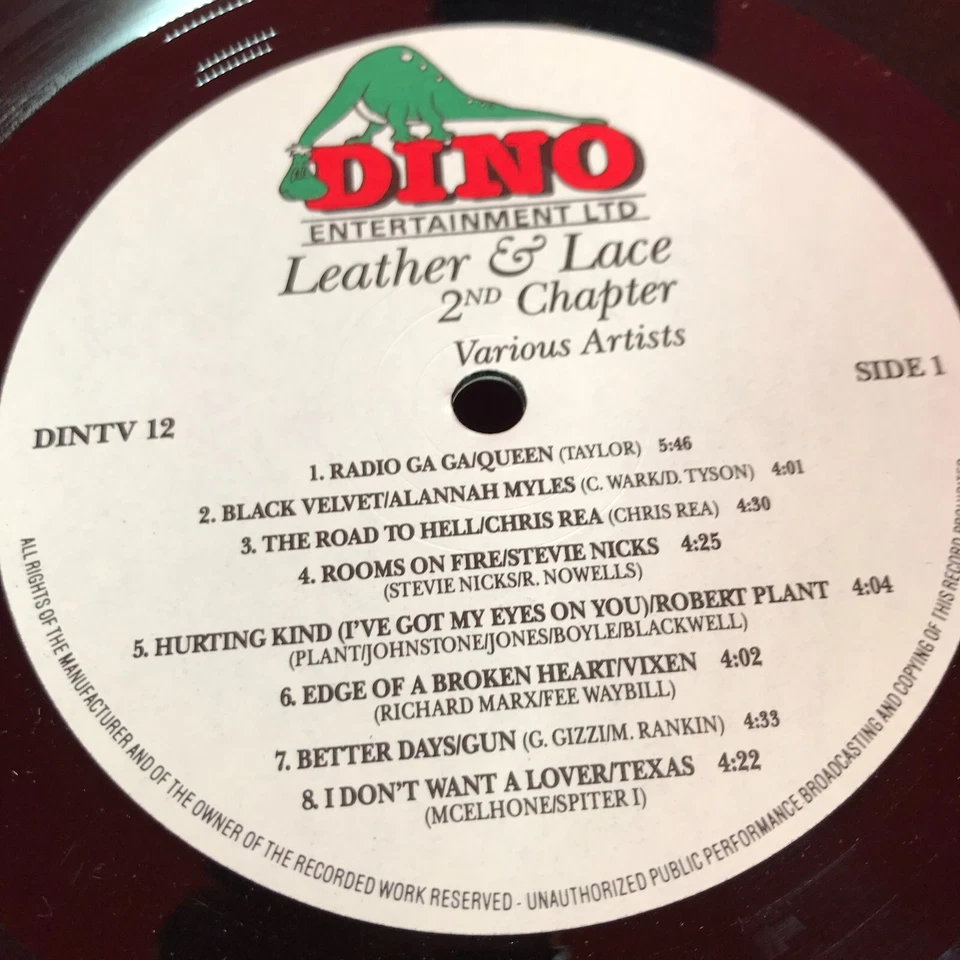 DINO
ENTERTAINMENT LTD
Leather & Lace
2ND Chapter
Various Artists
SIDE 1
DINTV 12
1. RADIO GA GA/QUEEN (TAYLOR) 5:46
2. BLACK VELVET/ALANNAH MYLES (C. WARK/D. TYSON) 4:01
3. THE ROAD TO HELL/CHRIS REA (CHRIS REA) 4:30
4. ROOMS ON FIRE/STEVIE NICKS 4:25
(STEVIE NICKS/R. NOWELLS)
5. HURTING KIND (I'VE GOT MY EYES ON YOU)/ROBERT PLANT 4:04
(PLANT/JOHNSTONE/JONES/BOYLE/BLACKWELL)
6. EDGE OF A BROKEN HEART/VIXEN 4:02
(RICHARD MARX/FEE WAYBILL)
7. BETTER DAYS/GUN (G. GIZZI/M. RANKIN) 4:33
8. I DON'T WANT A LOVER/TEXAS 4:22
(MCELHONE/SPITER I)
ALL RIGHTS OF THE MANUFACTURER AND OF THE OWNER OF THE RECORDED WORK RESERVED - UNAUTHORIZED PUBLIC PERFORMANCE BROADCASTING AND COPYING OF THIS RECORD PROHIBITED